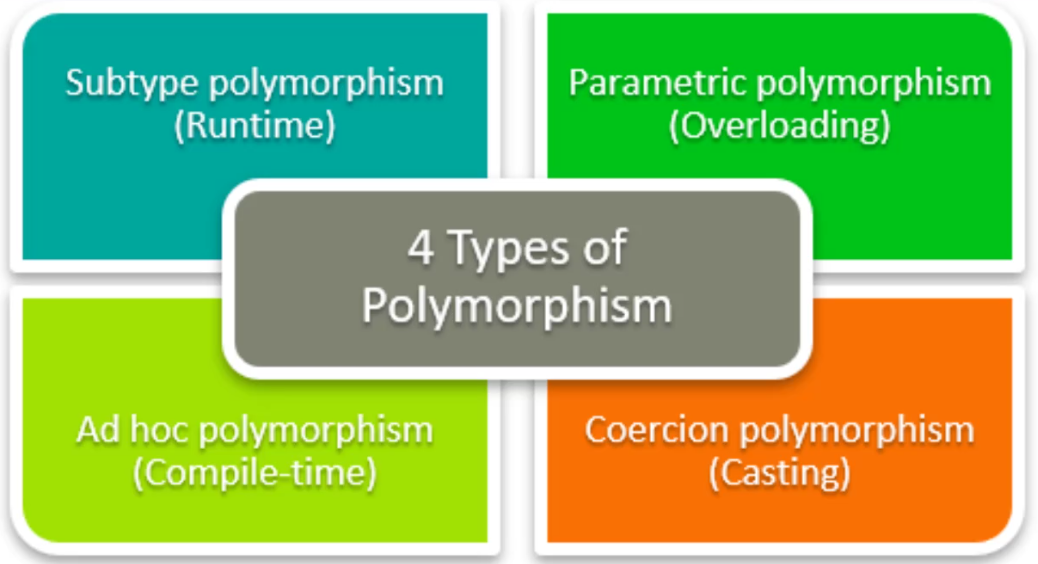 Subtype polymorphism
(Runtime)
Parametric polymorphism
(Overloading)
4 Types of
Polymorphism
Ad hoc polymorphism
(Compile-time)
Coercion polymorphism
(Casting)